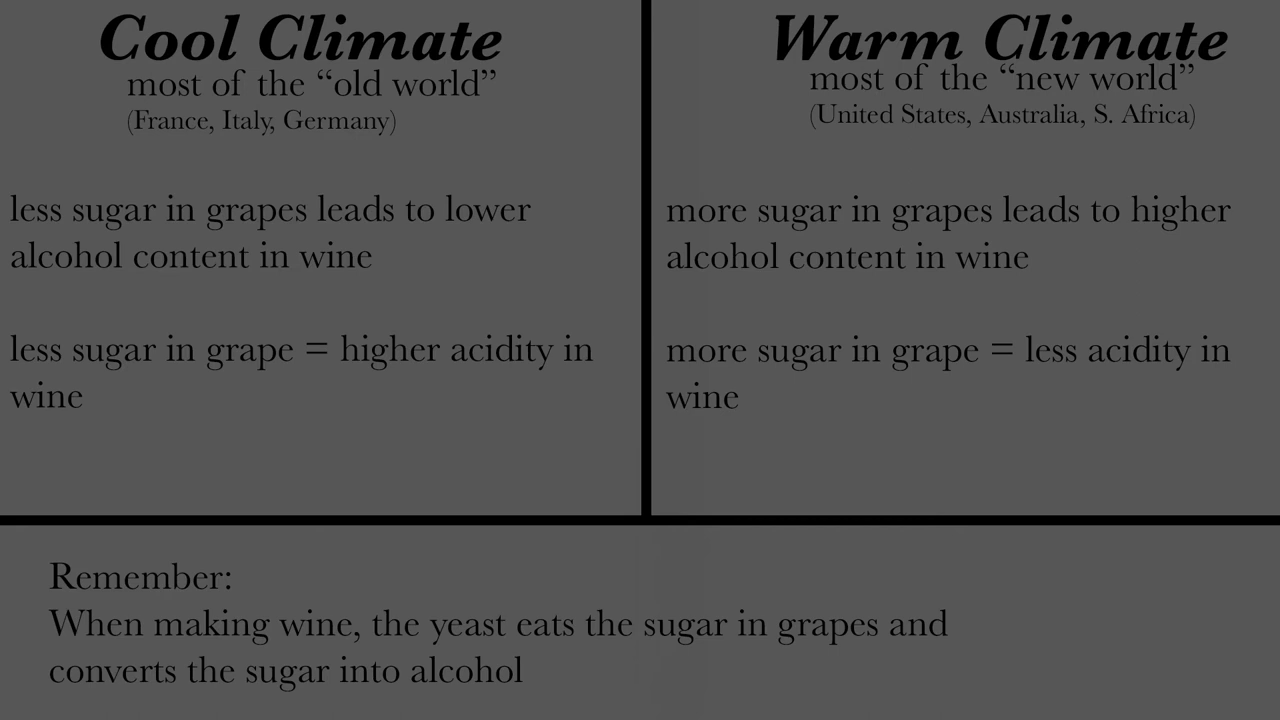 Cool Climate
most of the “old world”
(France, Italy, Germany)
less sugar in grapes leads to lower
alcohol content in wine
less sugar in grape = higher acidity in
wine
Warm Climate
most of the “new world”
(United States, Australia, S. Africa)
more sugar in grapes leads to higher
alcohol content in wine
more sugar in grape = less acidity in
wine
Remember:
When making wine, the yeast eats the sugar in grapes and
converts the sugar into alcohol